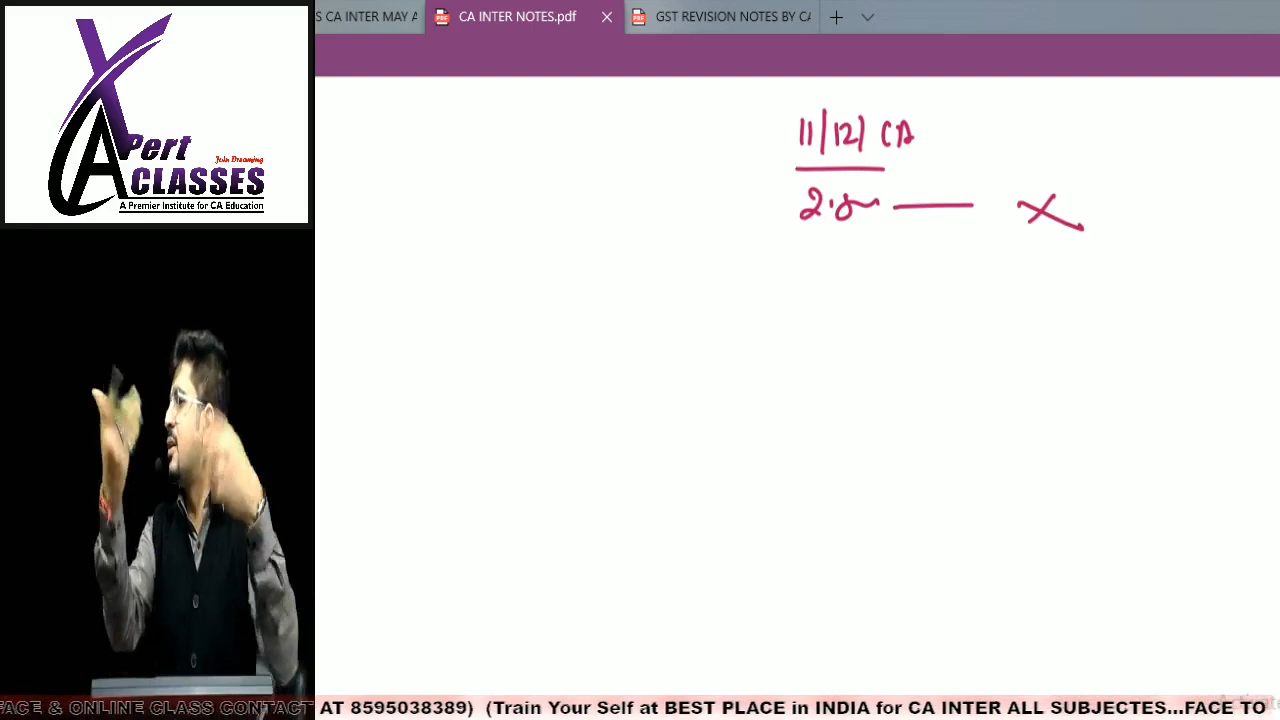 S CA INTER MAY A
CA INTER NOTES.pdf
GST REVISION NOTES BY CA
XPert
Join Dreaming
CLASSES
A Premier Institute for CA Education
11/12/ CA
FACE & ONLINE CLASS CONTACT AT 8595038389) (Train Your Self at BEST PLACE in INDIA for CA INTER ALL SUBJECTES...FACE TO